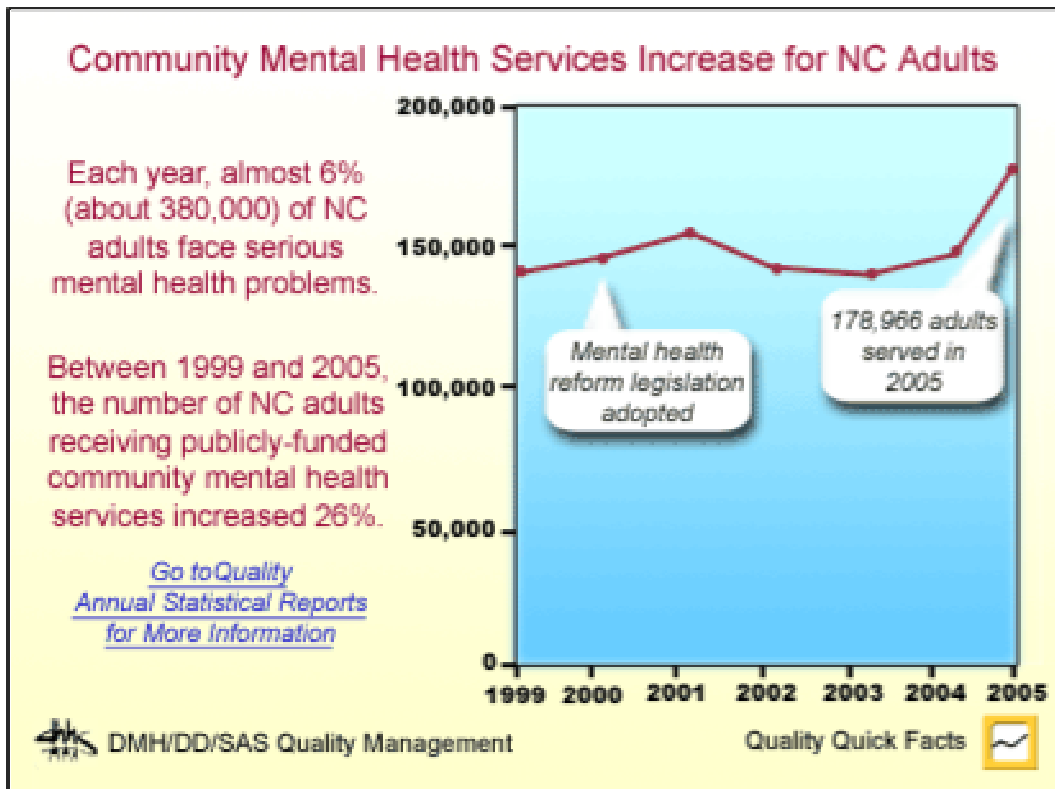 Community Mental Health Services Increase for NC Adults
Each year, almost 6%
(about 380,000) of NC
adults face serious
mental health problems.
Between 1999 and 2005,
the number of NC adults
receiving publicly-funded
community mental health
services increased 26%.
Go toQuality
Annual Statistical Reports
for More Information
200,000
150,000
100,000
50,000
0
Mental health
reform legislation
adopted
178,966 adults
served in
2005
1999 2000 2001 2002 2003 2004 2005
DMH/DD/SAS Quality Management
Quality Quick Facts